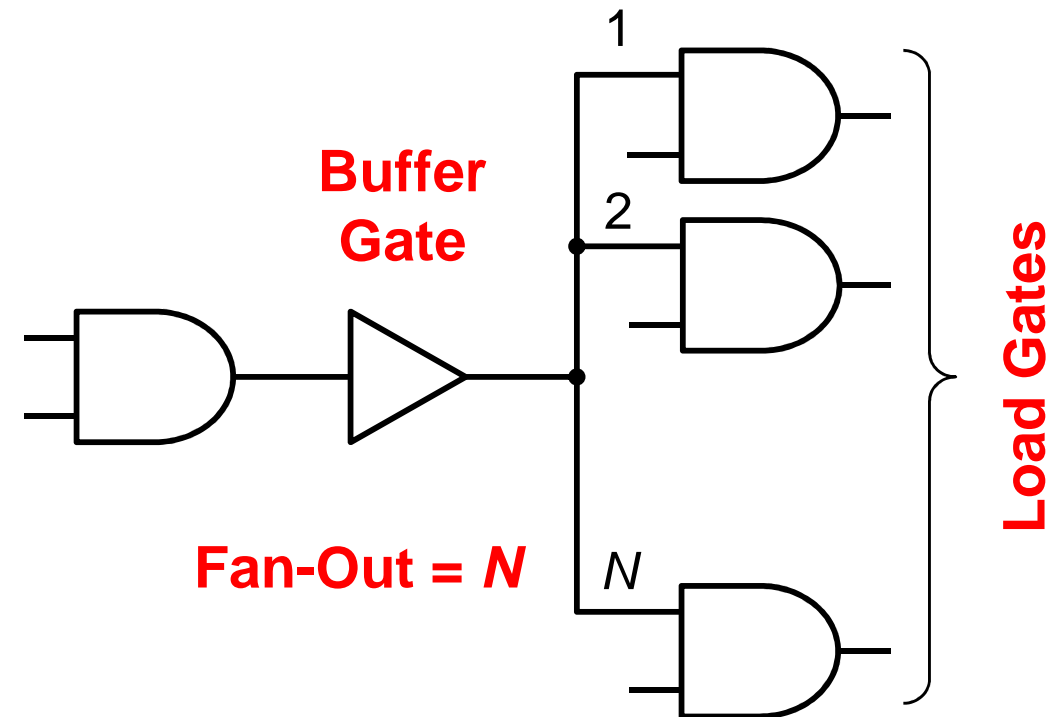 1
Buffer
Gate
2
Load Gates
Fan-Out = N
N